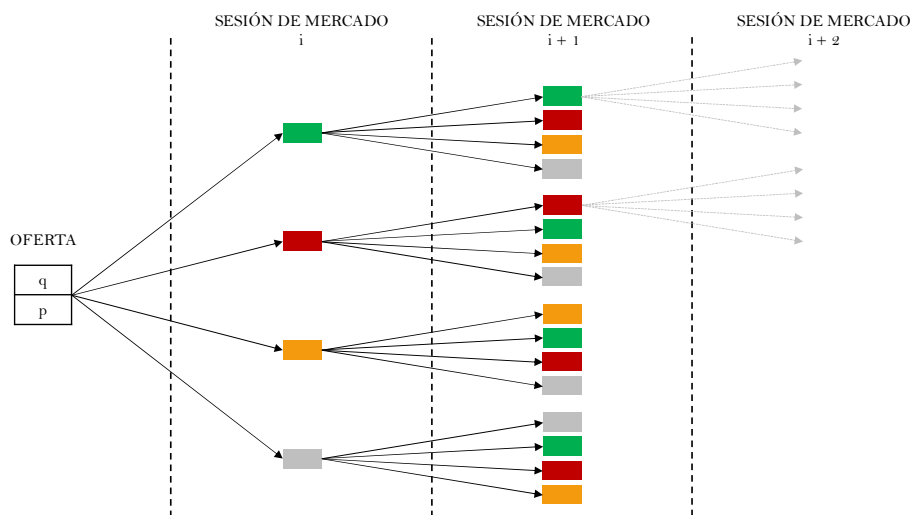 SESIÓN DE MERCADO
i
SESIÓN DE MERCADO
i + 1
SESIÓN DE MERCADO
i + 2
OFERTA
q
p